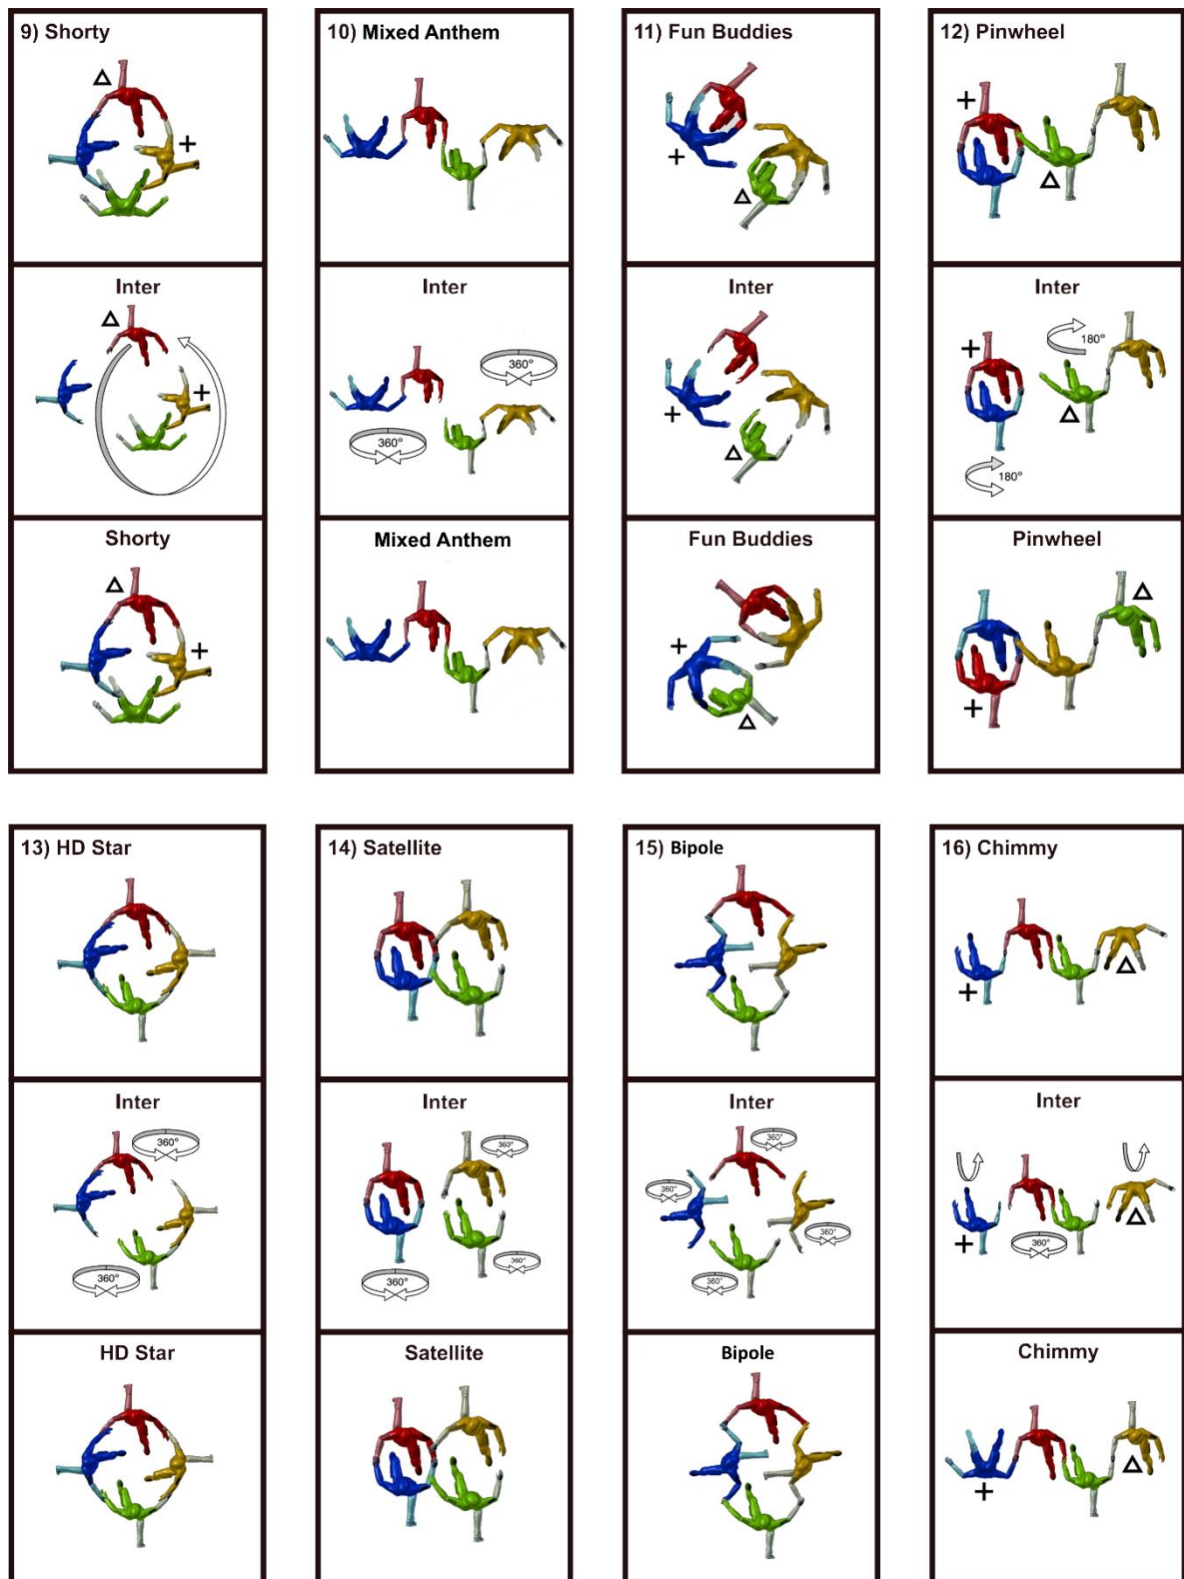 9) Shorty
Δ
+
Inter
Δ
+
Shorty
Δ
+
10) Mixed Anthem
Inter
360°
360°
Mixed Anthem
11) Fun Buddies
+
Δ
Inter
+
Δ
Fun Buddies
+
Δ
12) Pinwheel
+
Δ
Inter
180°
+
Δ
180°
Pinwheel
Δ
+
13) HD Star
Inter
360°
360°
HD Star
14) Satellite
Inter
360°
360°
360°
Satellite
15) Bipole
Inter
360°
360°
360°
360°
Bipole
16) Chimmy
+
Δ
Inter
+
360°
Δ
Chimmy
Δ
+